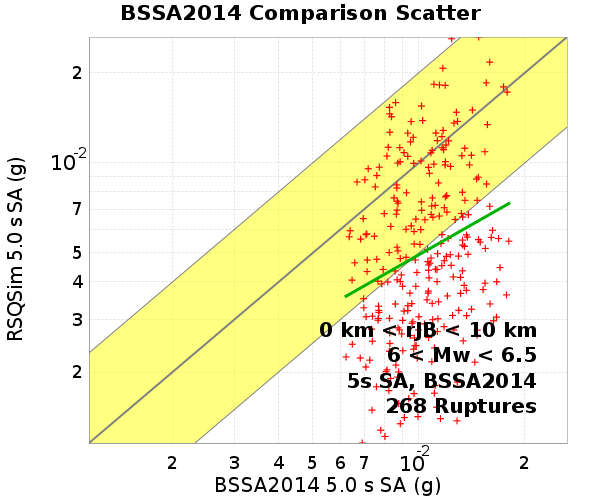 BSSA2014 Comparison Scatter
RSQSim 5.0 s SA (g)
2
10-2
7
5
4
3
2
0 km < rJB < 10 km
6 < Mw < 6.5
5s SA, BSSA2014
268 Ruptures
2 3 4 5 6 7 10-2 2
BSSA2014 5.0 s SA (g)